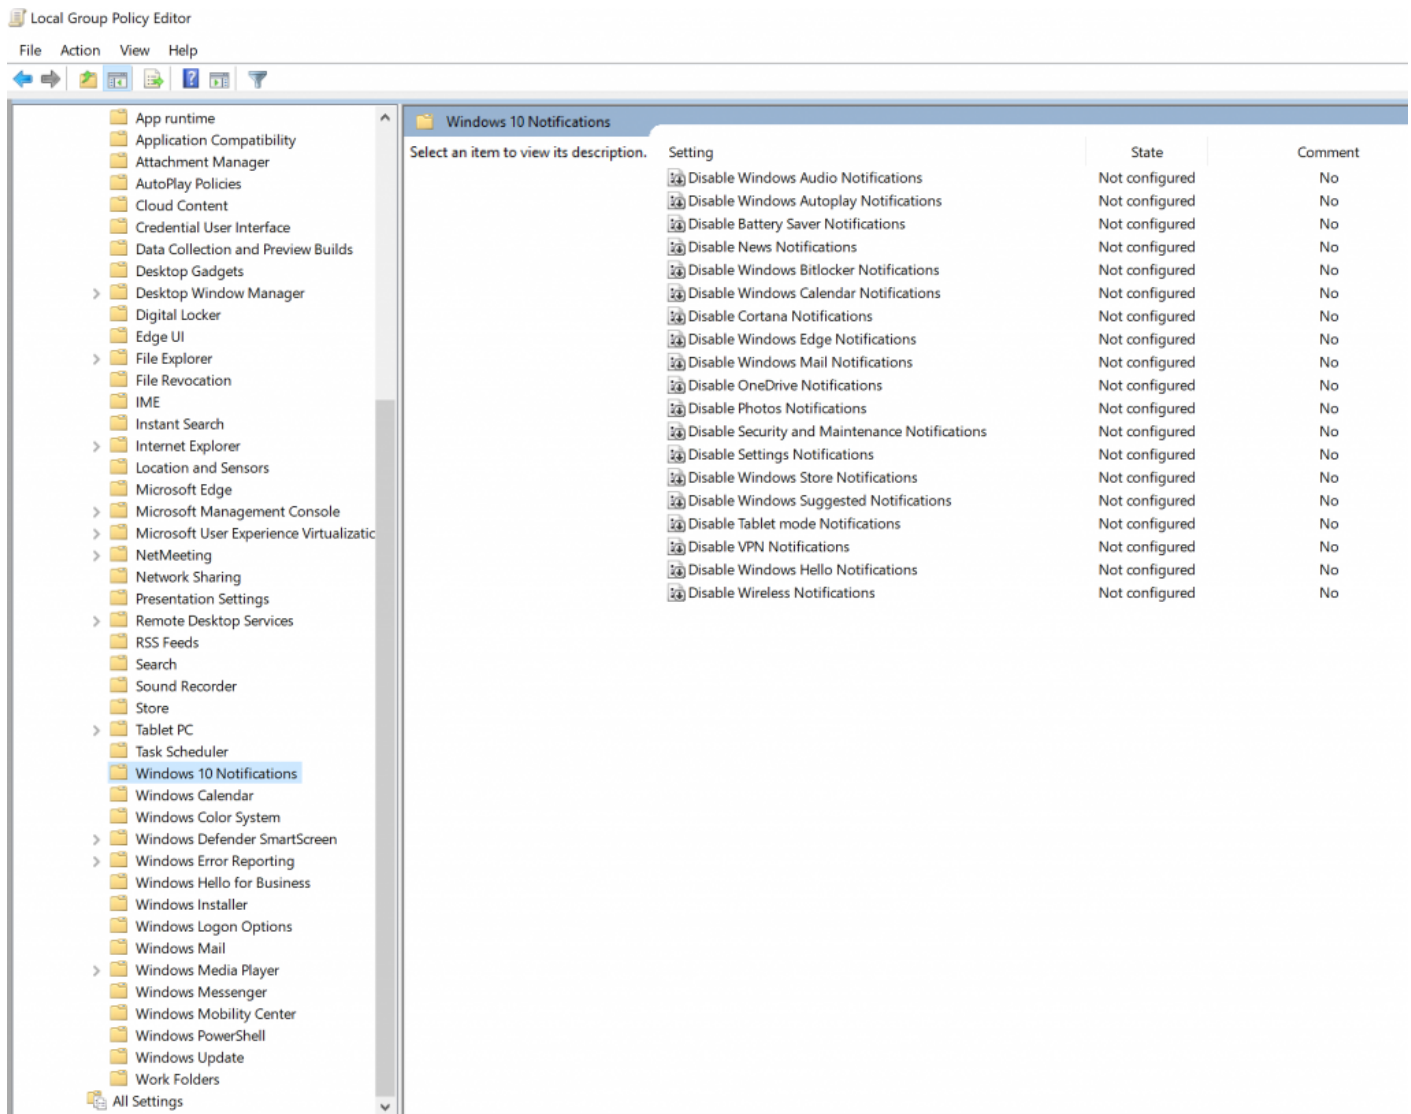 Local Group Policy Editor
File Action View Help
App runtime
Application Compatibility
Attachment Manager
AutoPlay Policies
Cloud Content
Credential User Interface
Data Collection and Preview Builds
Desktop Gadgets
Desktop Window Manager
Digital Locker
Edge UI
File Explorer
File Revocation
IME
Instant Search
Internet Explorer
Location and Sensors
Microsoft Edge
Microsoft Management Console
Microsoft User Experience Virtualizatic
NetMeeting
Network Sharing
Presentation Settings
Remote Desktop Services
RSS Feeds
Search
Sound Recorder
Store
Tablet PC
Task Scheduler
Windows 10 Notifications
Windows Calendar
Windows Color System
Windows Defender SmartScreen
Windows Error Reporting
Windows Hello for Business
Windows Installer
Windows Logon Options
Windows Mail
Windows Media Player
Windows Messenger
Windows Mobility Center
Windows PowerShell
Windows Update
Work Folders
All Settings
Windows 10 Notifications
Select an item to view its description.
Setting State Comment
Disable Windows Audio Notifications Not configured No
Disable Windows Autoplay Notifications Not configured No
Disable Battery Saver Notifications Not configured No
Disable News Notifications Not configured No
Disable Windows Bitlocker Notifications Not configured No
Disable Windows Calendar Notifications Not configured No
Disable Cortana Notifications Not configured No
Disable Windows Edge Notifications Not configured No
Disable Windows Mail Notifications Not configured No
Disable OneDrive Notifications Not configured No
Disable Photos Notifications Not configured No
Disable Security and Maintenance Notifications Not configured No
Disable Settings Notifications Not configured No
Disable Windows Store Notifications Not configured No
Disable Windows Suggested Notifications Not configured No
Disable Tablet mode Notifications Not configured No
Disable VPN Notifications Not configured No
Disable Windows Hello Notifications Not configured No
Disable Wireless Notifications Not configured No